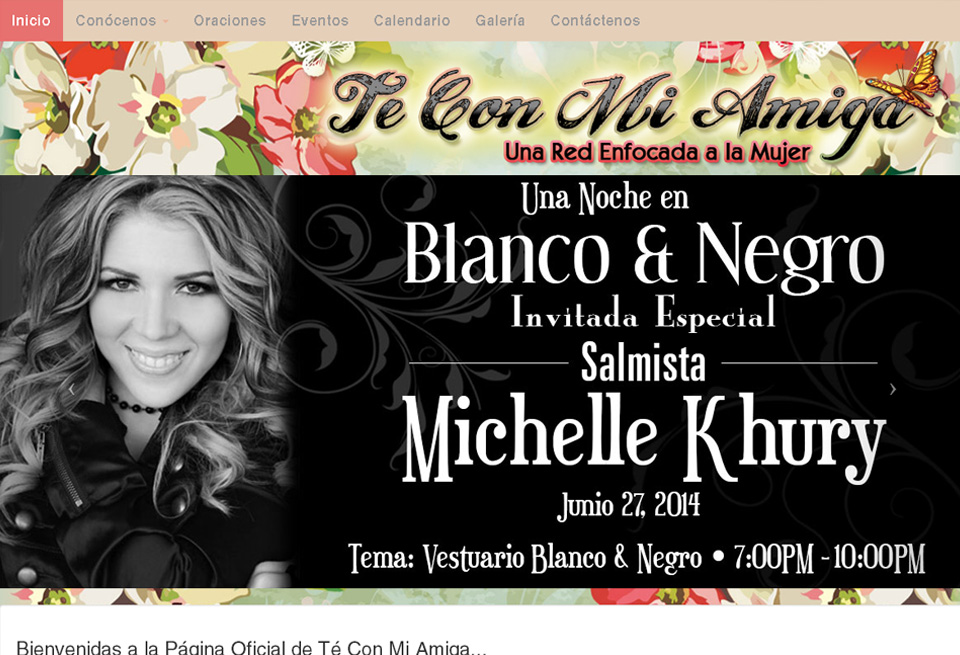 Inicio Conócenos Oraciones Eventos Calendario Galería Contáctenos
Té Con Mi Amiga
Una Red Enfocada a la Mujer
Una Noche en
Blanco & Negro
Invitada Especial
Salmista
Michelle Khury
Junio 27, 2014
Tema: Vestuario Blanco & Negro • 7:00PM - 10:00PM
Bienvenidas a la Página Oficial de Té Con Mi Amiga...